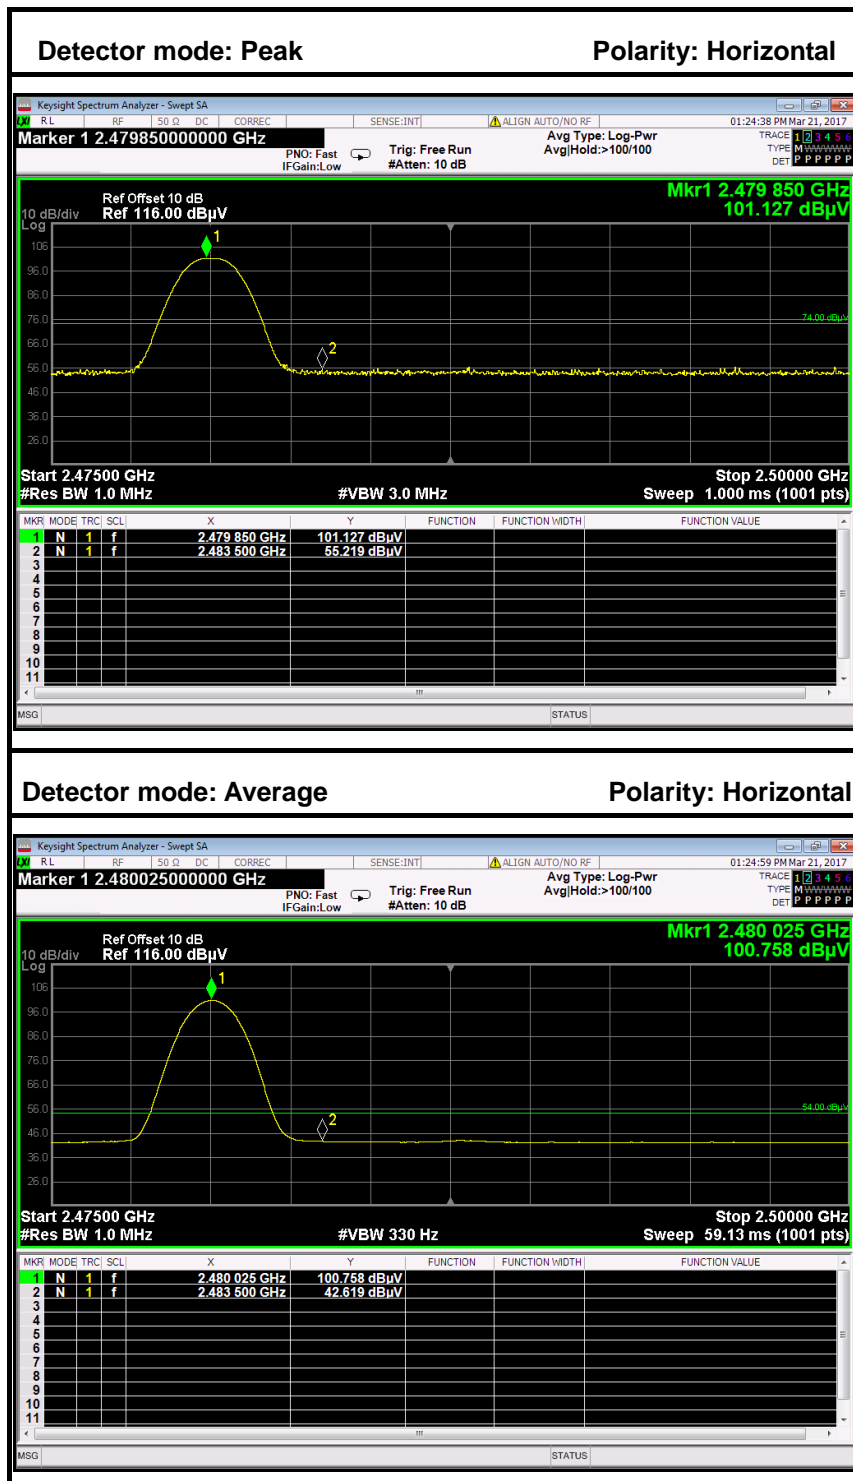 Detector mode: Peak Polarity: Horizontal
Keysight Spectrum Analyzer - Swept SA
LXI RL RF 50 Ω DC CORREC SENSE:INT ALIGN AUTO/NO RF 01:24:38 PM Mar 21, 2017
Marker 1 2.479850000000 GHz Avg Type: Log-Pwr TRACE 1 2 3 4 5 6
PNO: Fast Trig: Free Run Avg|Hold:>100/100 TYPE M WWWWW
IFGain:Low #Atten: 10 dB DET P P P P P P
Mkr1 2.479 850 GHz
Ref Offset 10 dB
10 dB/div Ref 116.00 dBµV 101.127 dBµV
Log
1
106
96.0
86.0
76.0
74.00 dBµV
66.0
2
56.0
46.0
36.0
26.0
Start 2.47500 GHz Stop 2.50000 GHz
#Res BW 1.0 MHz #VBW 3.0 MHz Sweep 1.000 ms (1001 pts)
MKR MODE TRC SCL X Y FUNCTION FUNCTION WIDTH FUNCTION VALUE
1 N 1 f 2.479 850 GHz 101.127 dBµV
2 N 1 f 2.483 500 GHz 55.219 dBµV
3
4
5
6
7
8
9
10
11
MSG STATUS
Detector mode: Average Polarity: Horizontal
Keysight Spectrum Analyzer - Swept SA
LXI RL RF 50 Ω DC CORREC SENSE:INT ALIGN AUTO/NO RF 01:24:59 PM Mar 21, 2017
Marker 1 2.480025000000 GHz Avg Type: Log-Pwr TRACE 1 2 3 4 5 6
PNO: Fast Trig: Free Run Avg|Hold:>100/100 TYPE M WWWWW
IFGain:Low #Atten: 10 dB DET P P P P P P
Mkr1 2.480 025 GHz
Ref Offset 10 dB
10 dB/div Ref 116.00 dBµV 100.758 dBµV
Log
1
106
96.0
86.0
76.0
66.0
56.0
54.00 dBµV
2
46.0
36.0
26.0
Start 2.47500 GHz Stop 2.50000 GHz
#Res BW 1.0 MHz #VBW 330 Hz Sweep 59.13 ms (1001 pts)
MKR MODE TRC SCL X Y FUNCTION FUNCTION WIDTH FUNCTION VALUE
1 N 1 f 2.480 025 GHz 100.758 dBµV
2 N 1 f 2.483 500 GHz 42.619 dBµV
3
4
5
6
7
8
9
10
11
MSG STATUS